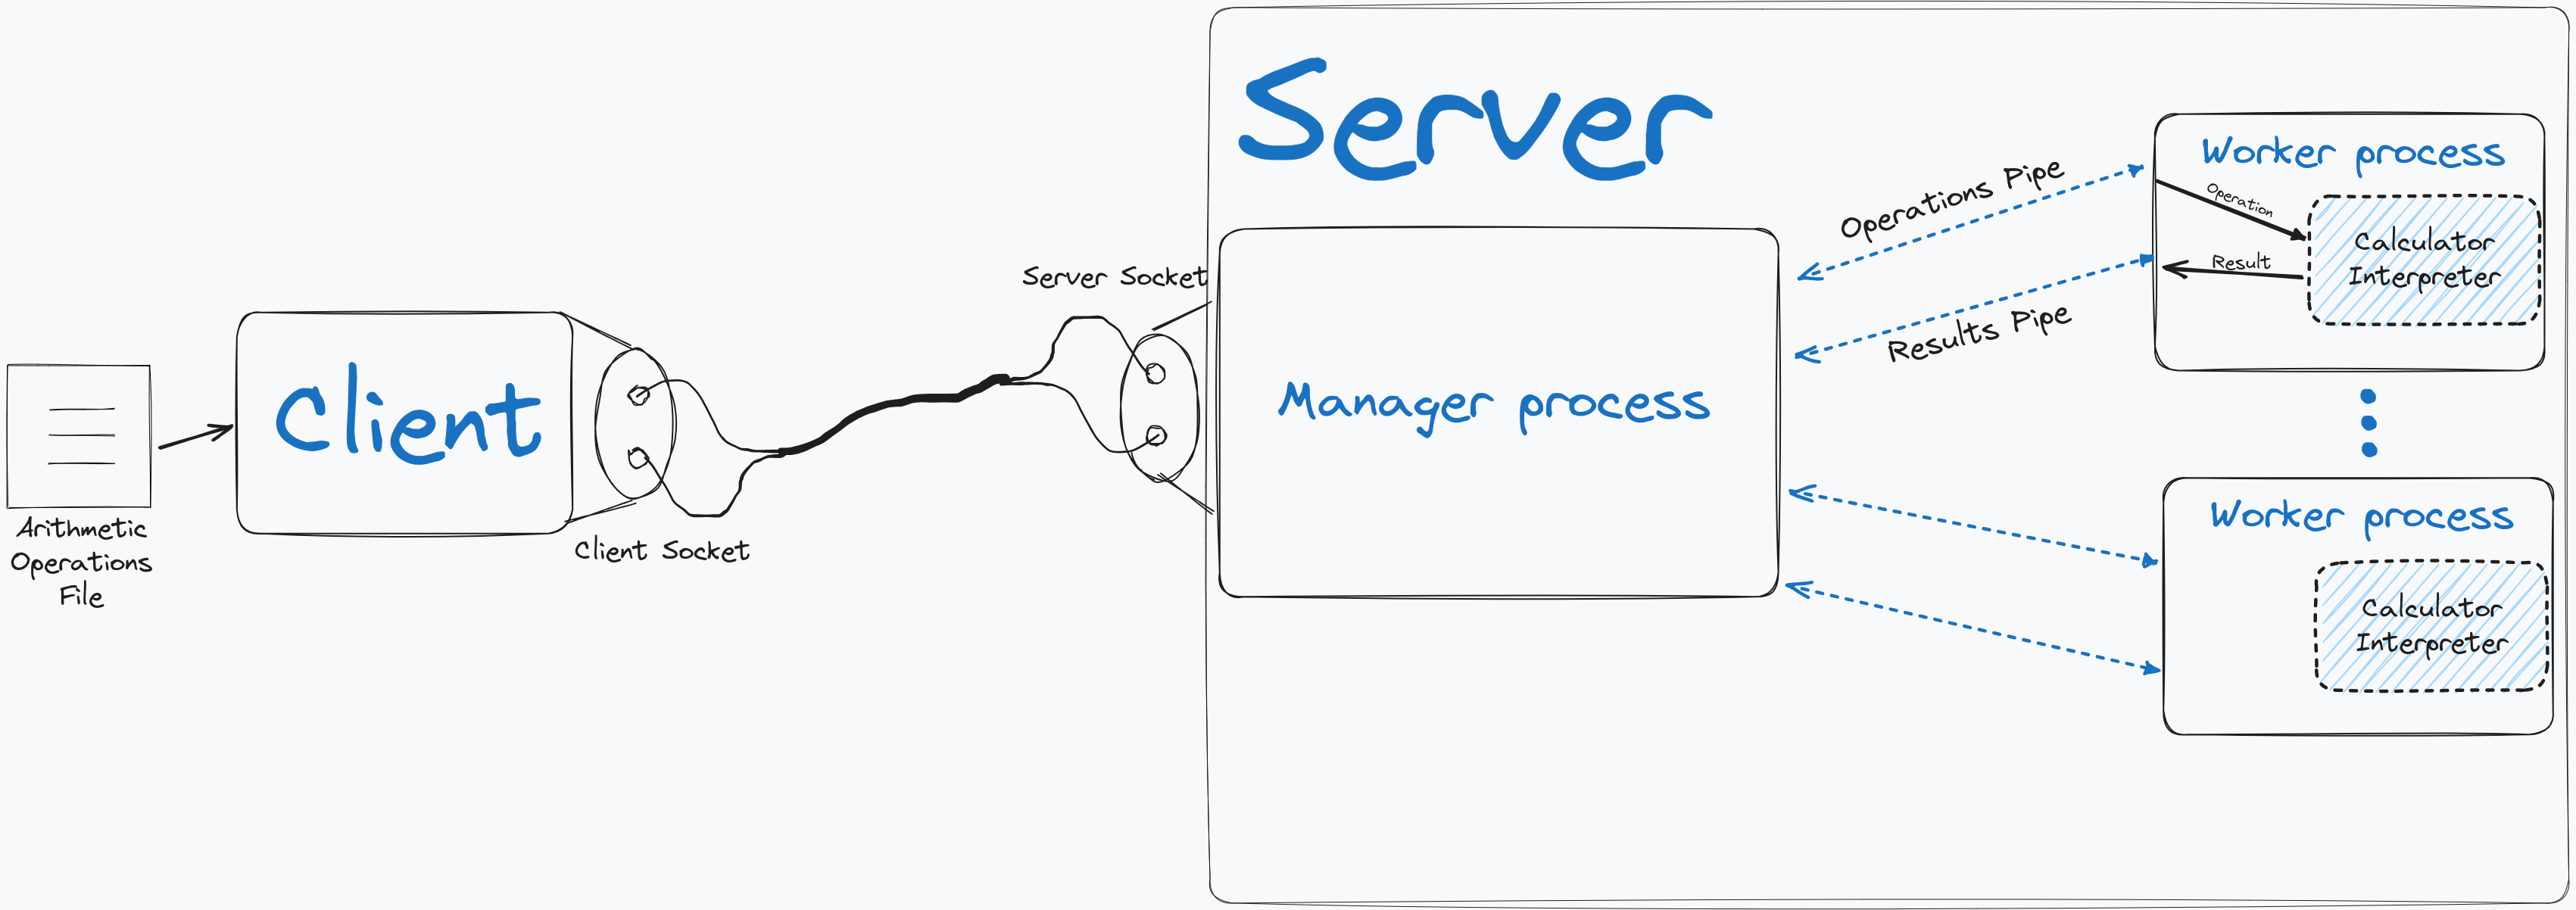 Server
Worker process
Operations Pipe
Operation
Calculator
Interpreter
Result
Server Socket
Results Pipe
Client
Manager process
Worker process
Arithmetic
Operations
File
Client Socket
Calculator
Interpreter